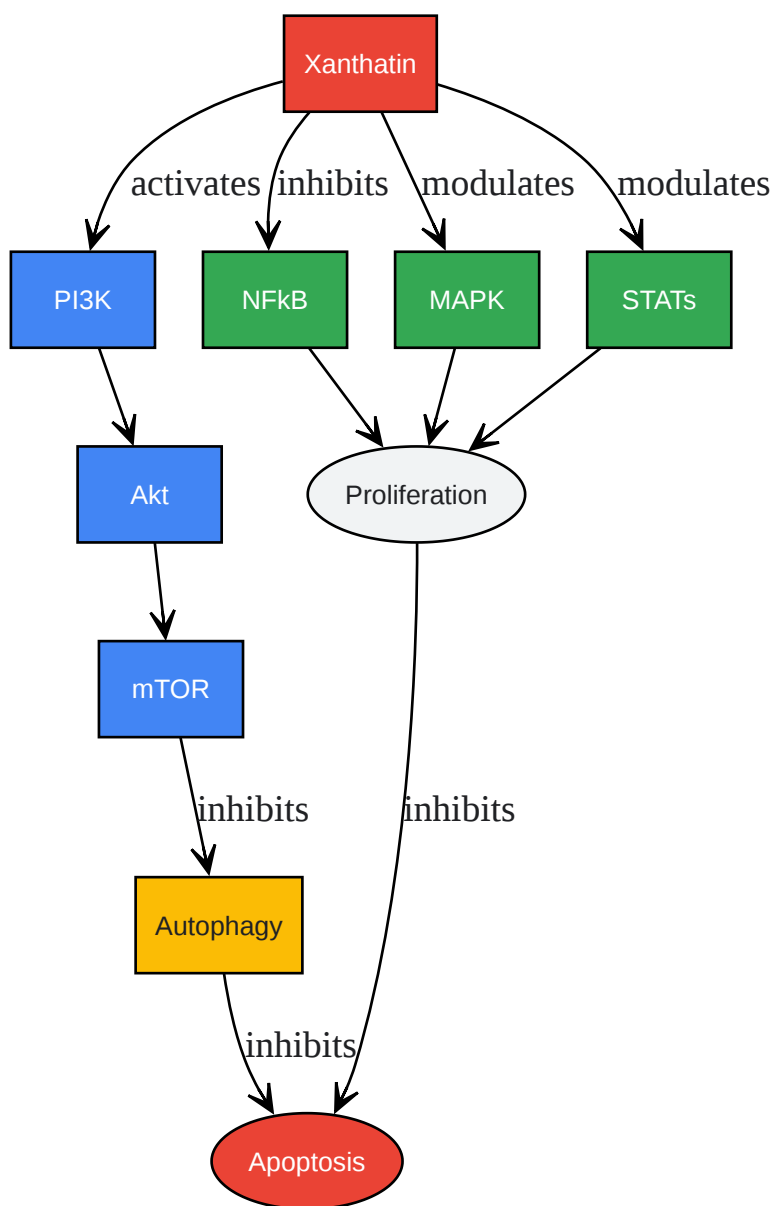 Xanthatin
activates
inhibits
modulates
modulates
PI3K
NFkB
MAPK
STATs
Akt
Proliferation
mTOR
inhibits
inhibits
Autophagy
inhibits
Apoptosis